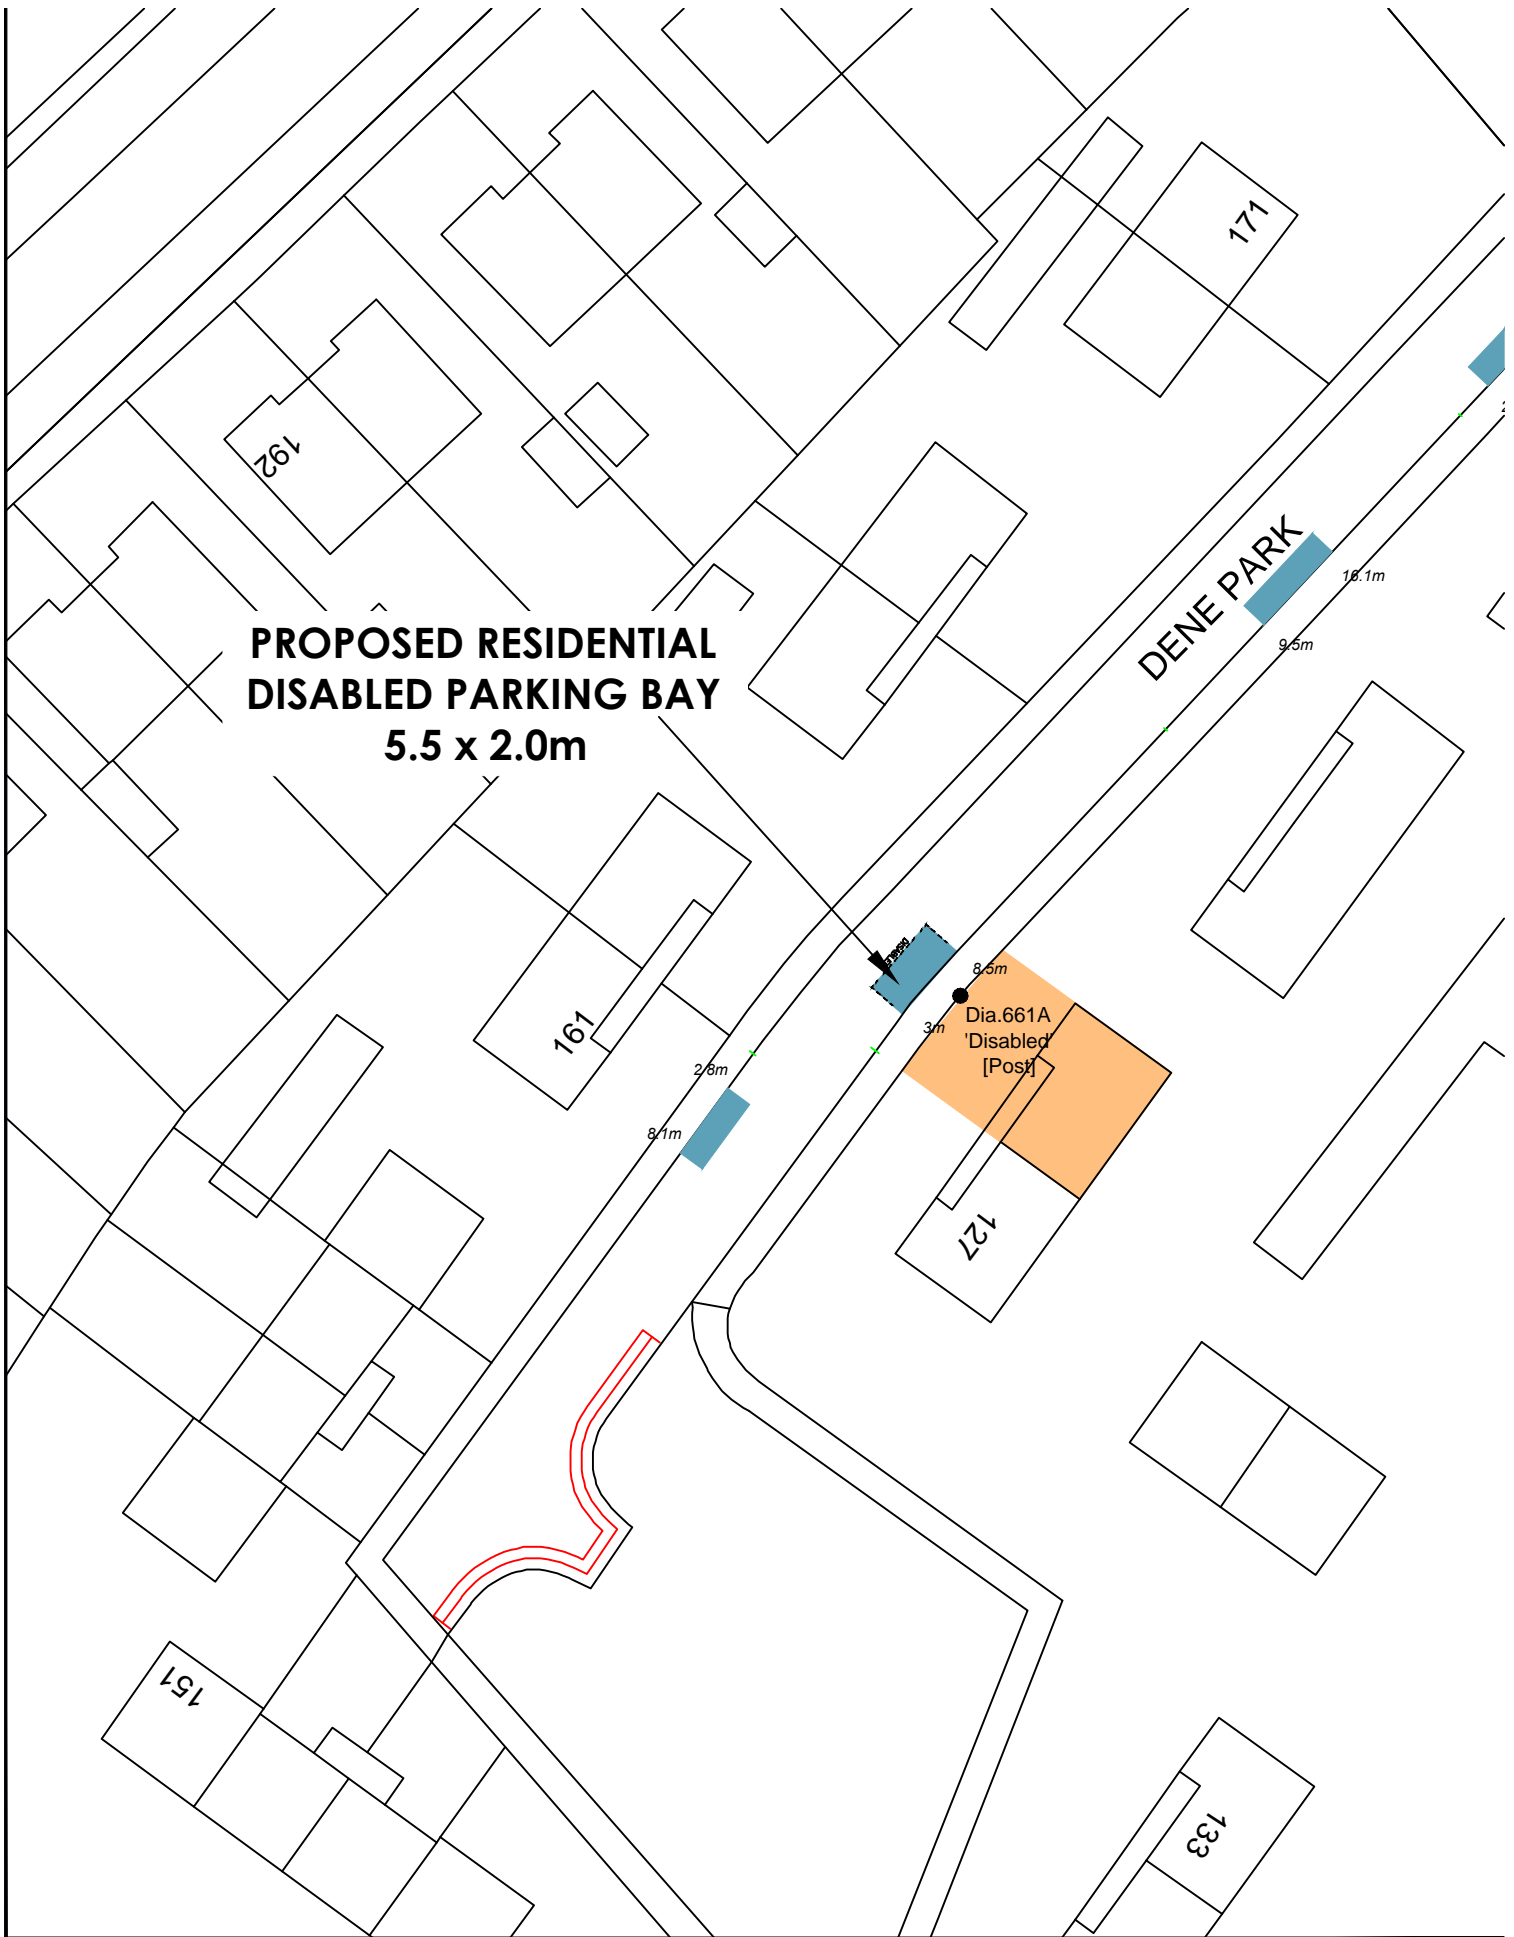 171
192
DENE PARK
16.1m
9.5m
PROPOSED RESIDENTIAL
DISABLED PARKING BAY
5.5 x 2.0m
8.5m
Dia.661A
'Disabled'
[Post]
3m
161
2.8m
8.1m
127
151
133